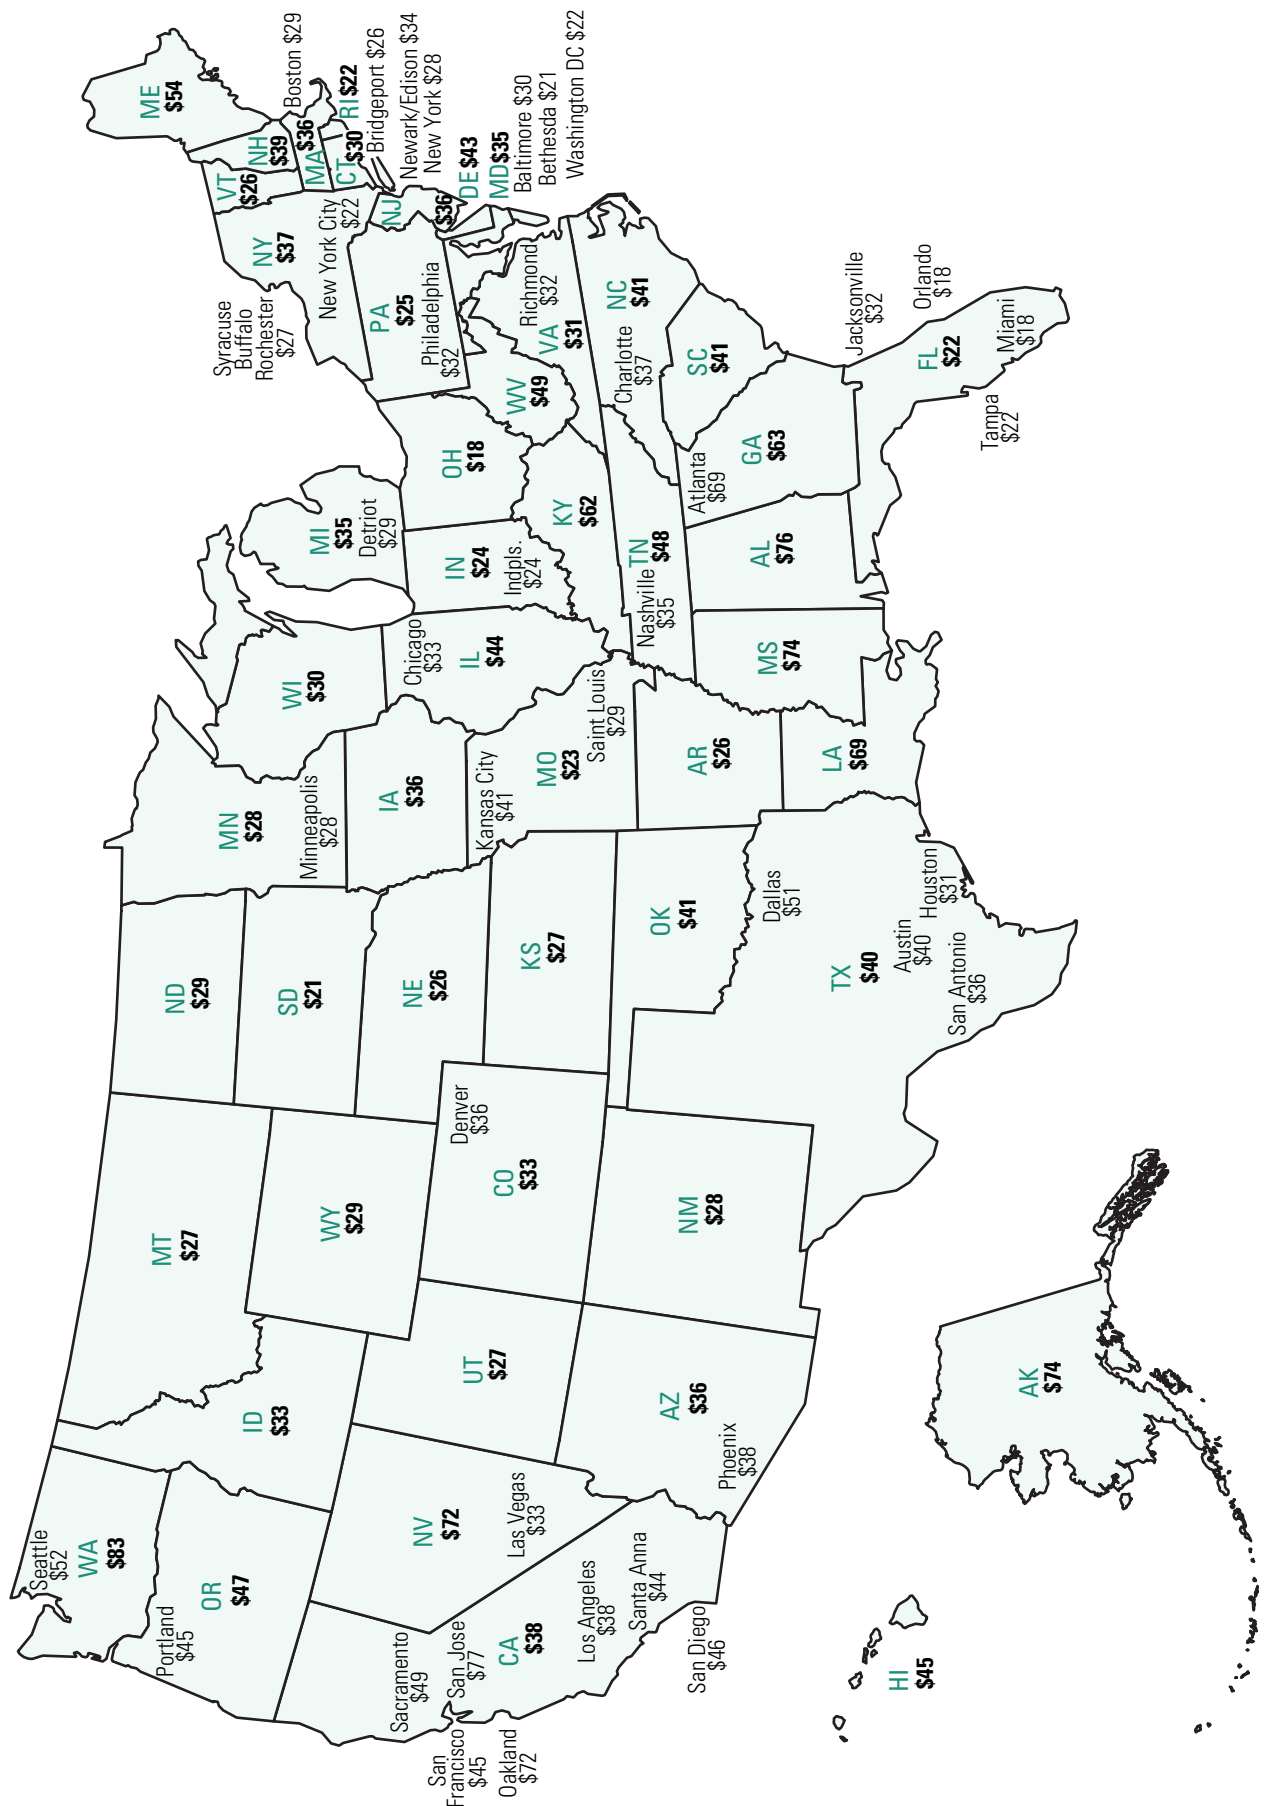 Seattle
$52
WA
$83
Portland
$45
OR
$47
San
Francisco
$45
Oakland
$72
Sacramento
$49
San Jose
$77
CA
$38
Los Angeles
$38
Santa Anna
$44
San Diego
$46
NV
$72
Las Vegas
$33
ID
$33
MT
$27
WY
$29
UT
$27
AZ
$36
Phoenix
$38
CO
$33
Denver
$36
NM
$28
ND
$29
SD
$21
NE
$26
KS
$27
OK
$41
TX
$40
Dallas
$51
Austin
$40
Houston
$31
San Antonio
$36
MN
$28
Minneapolis
$28
IA
$36
Kansas City
$41
MO
$23
Saint Louis
$29
AR
$26
LA
$69
WI
$30
Chicago
$33
IL
$44
MI
$35
Detriot
$29
IN
$24
Indpls.
$24
OH
$18
KY
$62
TN
$48
Nashville
$35
MS
$74
AL
$76
Atlanta
$69
GA
$63
FL
$22
Jacksonville
$32
Orlando
$18
Tampa
$22
Miami
$18
SC
$41
NC
$41
Charlotte
$37
VA
$31
Richmond
$32
WV
$49
PA
$25
Philadelphia
$32
Syracuse
Buffalo
Rochester
$27
NY
$37
New York City
$22
VT
$26
NH
$39
ME
$54
MA
$36
Boston $29
RI $22
CT
$30
Bridgeport $26
NJ
$36
Newark/Edison $34
New York $28
DE $43
MD $35
Baltimore $30
Bethesda $21
Washington DC $22
AK
$74
HI
$45